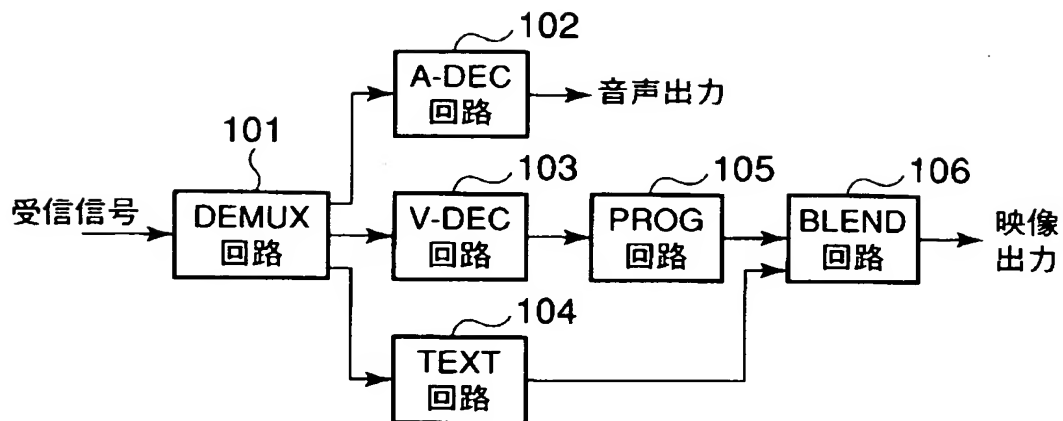 102
A-DEC
回路
音声出力
101
受信信号
DEMUX
回路
103
V-DEC
回路
105
PROG
回路
106
BLEND
回路
映像
出力
104
TEXT
回路